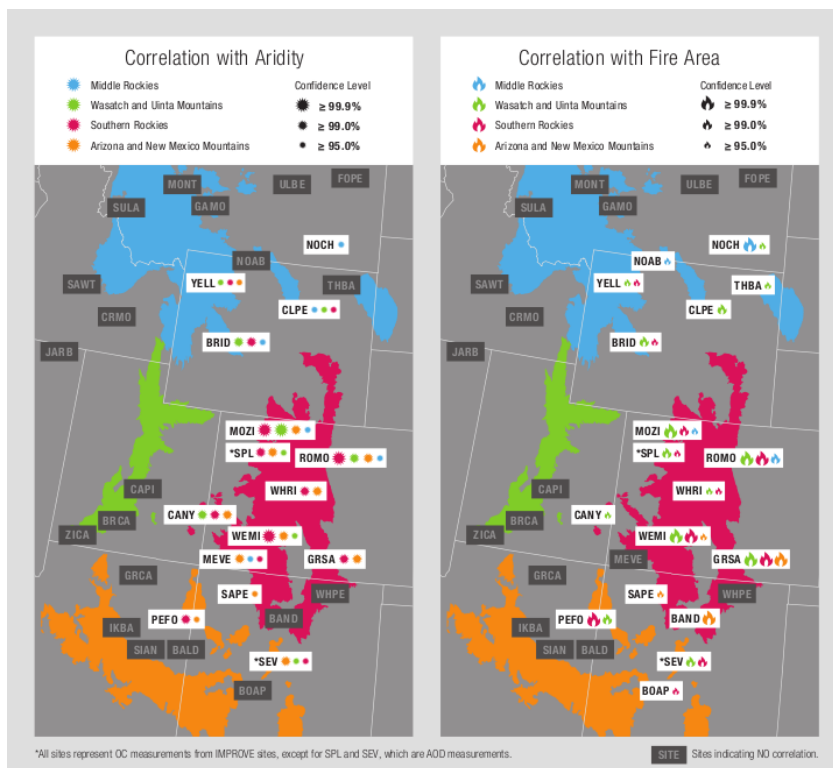 Correlation with Aridity
Middle Rockies
Wasatch and Uinta Mountains
Southern Rockies
Arizona and New Mexico Mountains
Confidence Level
≥ 99.9%
≥ 99.0%
≥ 95.0%
MONT
ULBE
FOPE
SULA
GAMO
NOCH
NOAB
SAWT
YELL
THBA
CLPE
CRMO
BRID
JARB
MOZI
*SPL
ROMO
CAPI
WHRI
CANY
BRCA
ZICA
WEMI
MEVE
GRSA
GRCA
SAPE
WHPE
PEFO
BAND
IKBA
SIAN
BALD
*SEV
BOAP
Correlation with Fire Area
Middle Rockies
Wasatch and Uinta Mountains
Southern Rockies
Arizona and New Mexico Mountains
Confidence Level
≥ 99.9%
≥ 99.0%
≥ 95.0%
MONT
ULBE
FOPE
SULA
GAMO
NOCH
NOAB
SAWT
YELL
THBA
CLPE
CRMO
BRID
JARB
MOZI
*SPL
ROMO
CAPI
WHRI
CANY
BRCA
ZICA
WEMI
MEVE
GRSA
GRCA
SAPE
WHPE
PEFO
BAND
IKBA
SIAN
BALD
*SEV
BOAP
*All sites represent OC measurements from IMPROVE sites, except for SPL and SEV, which are AOD measurements.
SITE Sites indicating NO correlation.